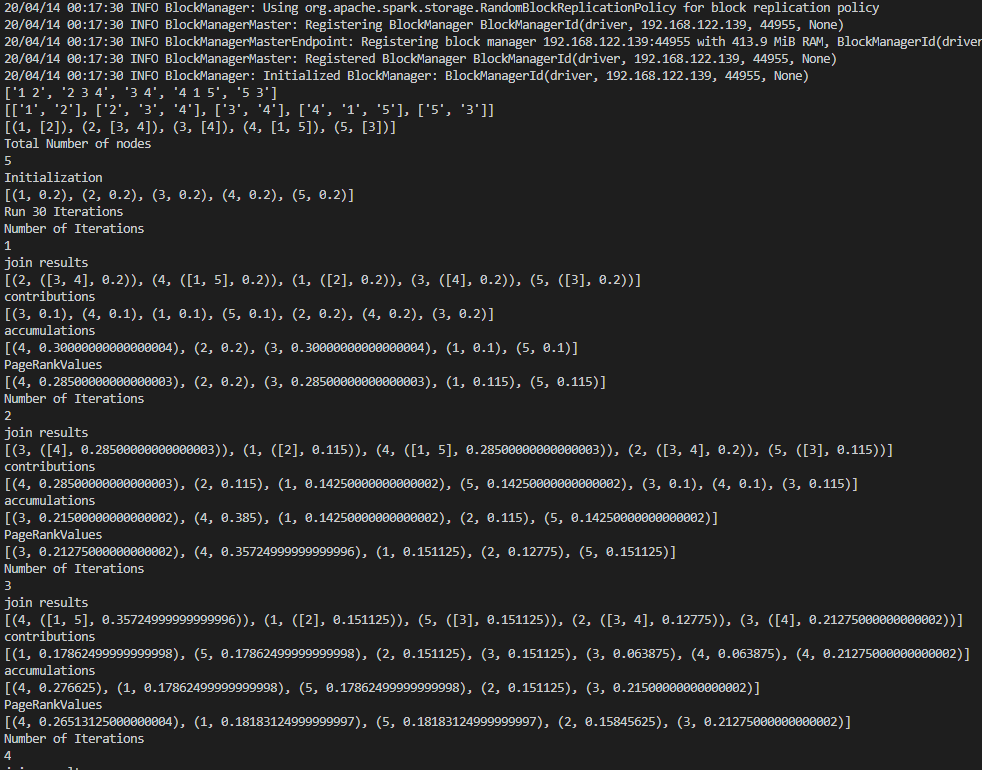 20/04/14 00:17:30 INFO BlockManager: Using org.apache.spark.storage.RandomBlockReplicationPolicy for block replication policy
20/04/14 00:17:30 INFO BlockManagerMaster: Registering BlockManager BlockManagerId(driver, 192.168.122.139, 44955, None)
20/04/14 00:17:30 INFO BlockManagerMasterEndpoint: Registering block manager 192.168.122.139:44955 with 413.9 MiB RAM, BlockManagerId(driver
20/04/14 00:17:30 INFO BlockManagerMaster: Registered BlockManager BlockManagerId(driver, 192.168.122.139, 44955, None)
20/04/14 00:17:30 INFO BlockManager: Initialized BlockManager: BlockManagerId(driver, 192.168.122.139, 44955, None)
['1 2', '2 3 4', '3 4', '4 1 5', '5 3']
[['1', '2'], ['2', '3', '4'], ['3', '4'], ['4', '1', '5'], ['5', '3']]
[(1, [2]), (2, [3, 4]), (3, [4]), (4, [1, 5]), (5, [3])]
Total Number of nodes
5
Initialization
[(1, 0.2), (2, 0.2), (3, 0.2), (4, 0.2), (5, 0.2)]
Run 30 Iterations
Number of Iterations
1
join results
[(2, ([3, 4], 0.2)), (4, ([1, 5], 0.2)), (1, ([2], 0.2)), (3, ([4], 0.2)), (5, ([3], 0.2))]
contributions
[(3, 0.1), (4, 0.1), (1, 0.1), (5, 0.1), (2, 0.2), (4, 0.2), (3, 0.2)]
accumulations
[(4, 0.30000000000000004), (2, 0.2), (3, 0.30000000000000004), (1, 0.1), (5, 0.1)]
PageRankValues
[(4, 0.28500000000000003), (2, 0.2), (3, 0.28500000000000003), (1, 0.115), (5, 0.115)]
Number of Iterations
2
join results
[(3, ([4], 0.28500000000000003)), (1, ([2], 0.115)), (4, ([1, 5], 0.28500000000000003)), (2, ([3, 4], 0.2)), (5, ([3], 0.115))]
contributions
[(4, 0.28500000000000003), (2, 0.115), (1, 0.14250000000000002), (5, 0.14250000000000002), (3, 0.1), (4, 0.1), (3, 0.115)]
accumulations
[(3, 0.21500000000000002), (4, 0.385), (1, 0.14250000000000002), (2, 0.115), (5, 0.14250000000000002)]
PageRankValues
[(3, 0.21275000000000002), (4, 0.35724999999999996), (1, 0.151125), (2, 0.12775), (5, 0.151125)]
Number of Iterations
3
join results
[(4, ([1, 5], 0.35724999999999996)), (1, ([2], 0.151125)), (5, ([3], 0.151125)), (2, ([3, 4], 0.12775)), (3, ([4], 0.21275000000000002))]
contributions
[(1, 0.17862499999999998), (5, 0.17862499999999998), (2, 0.151125), (3, 0.151125), (3, 0.063875), (4, 0.063875), (4, 0.21275000000000002)]
accumulations
[(4, 0.276625), (1, 0.17862499999999998), (5, 0.17862499999999998), (2, 0.151125), (3, 0.21500000000000002)]
PageRankValues
[(4, 0.26513125000000004), (1, 0.18183124999999997), (5, 0.18183124999999997), (2, 0.15845625), (3, 0.21275000000000002)]
Number of Iterations
4